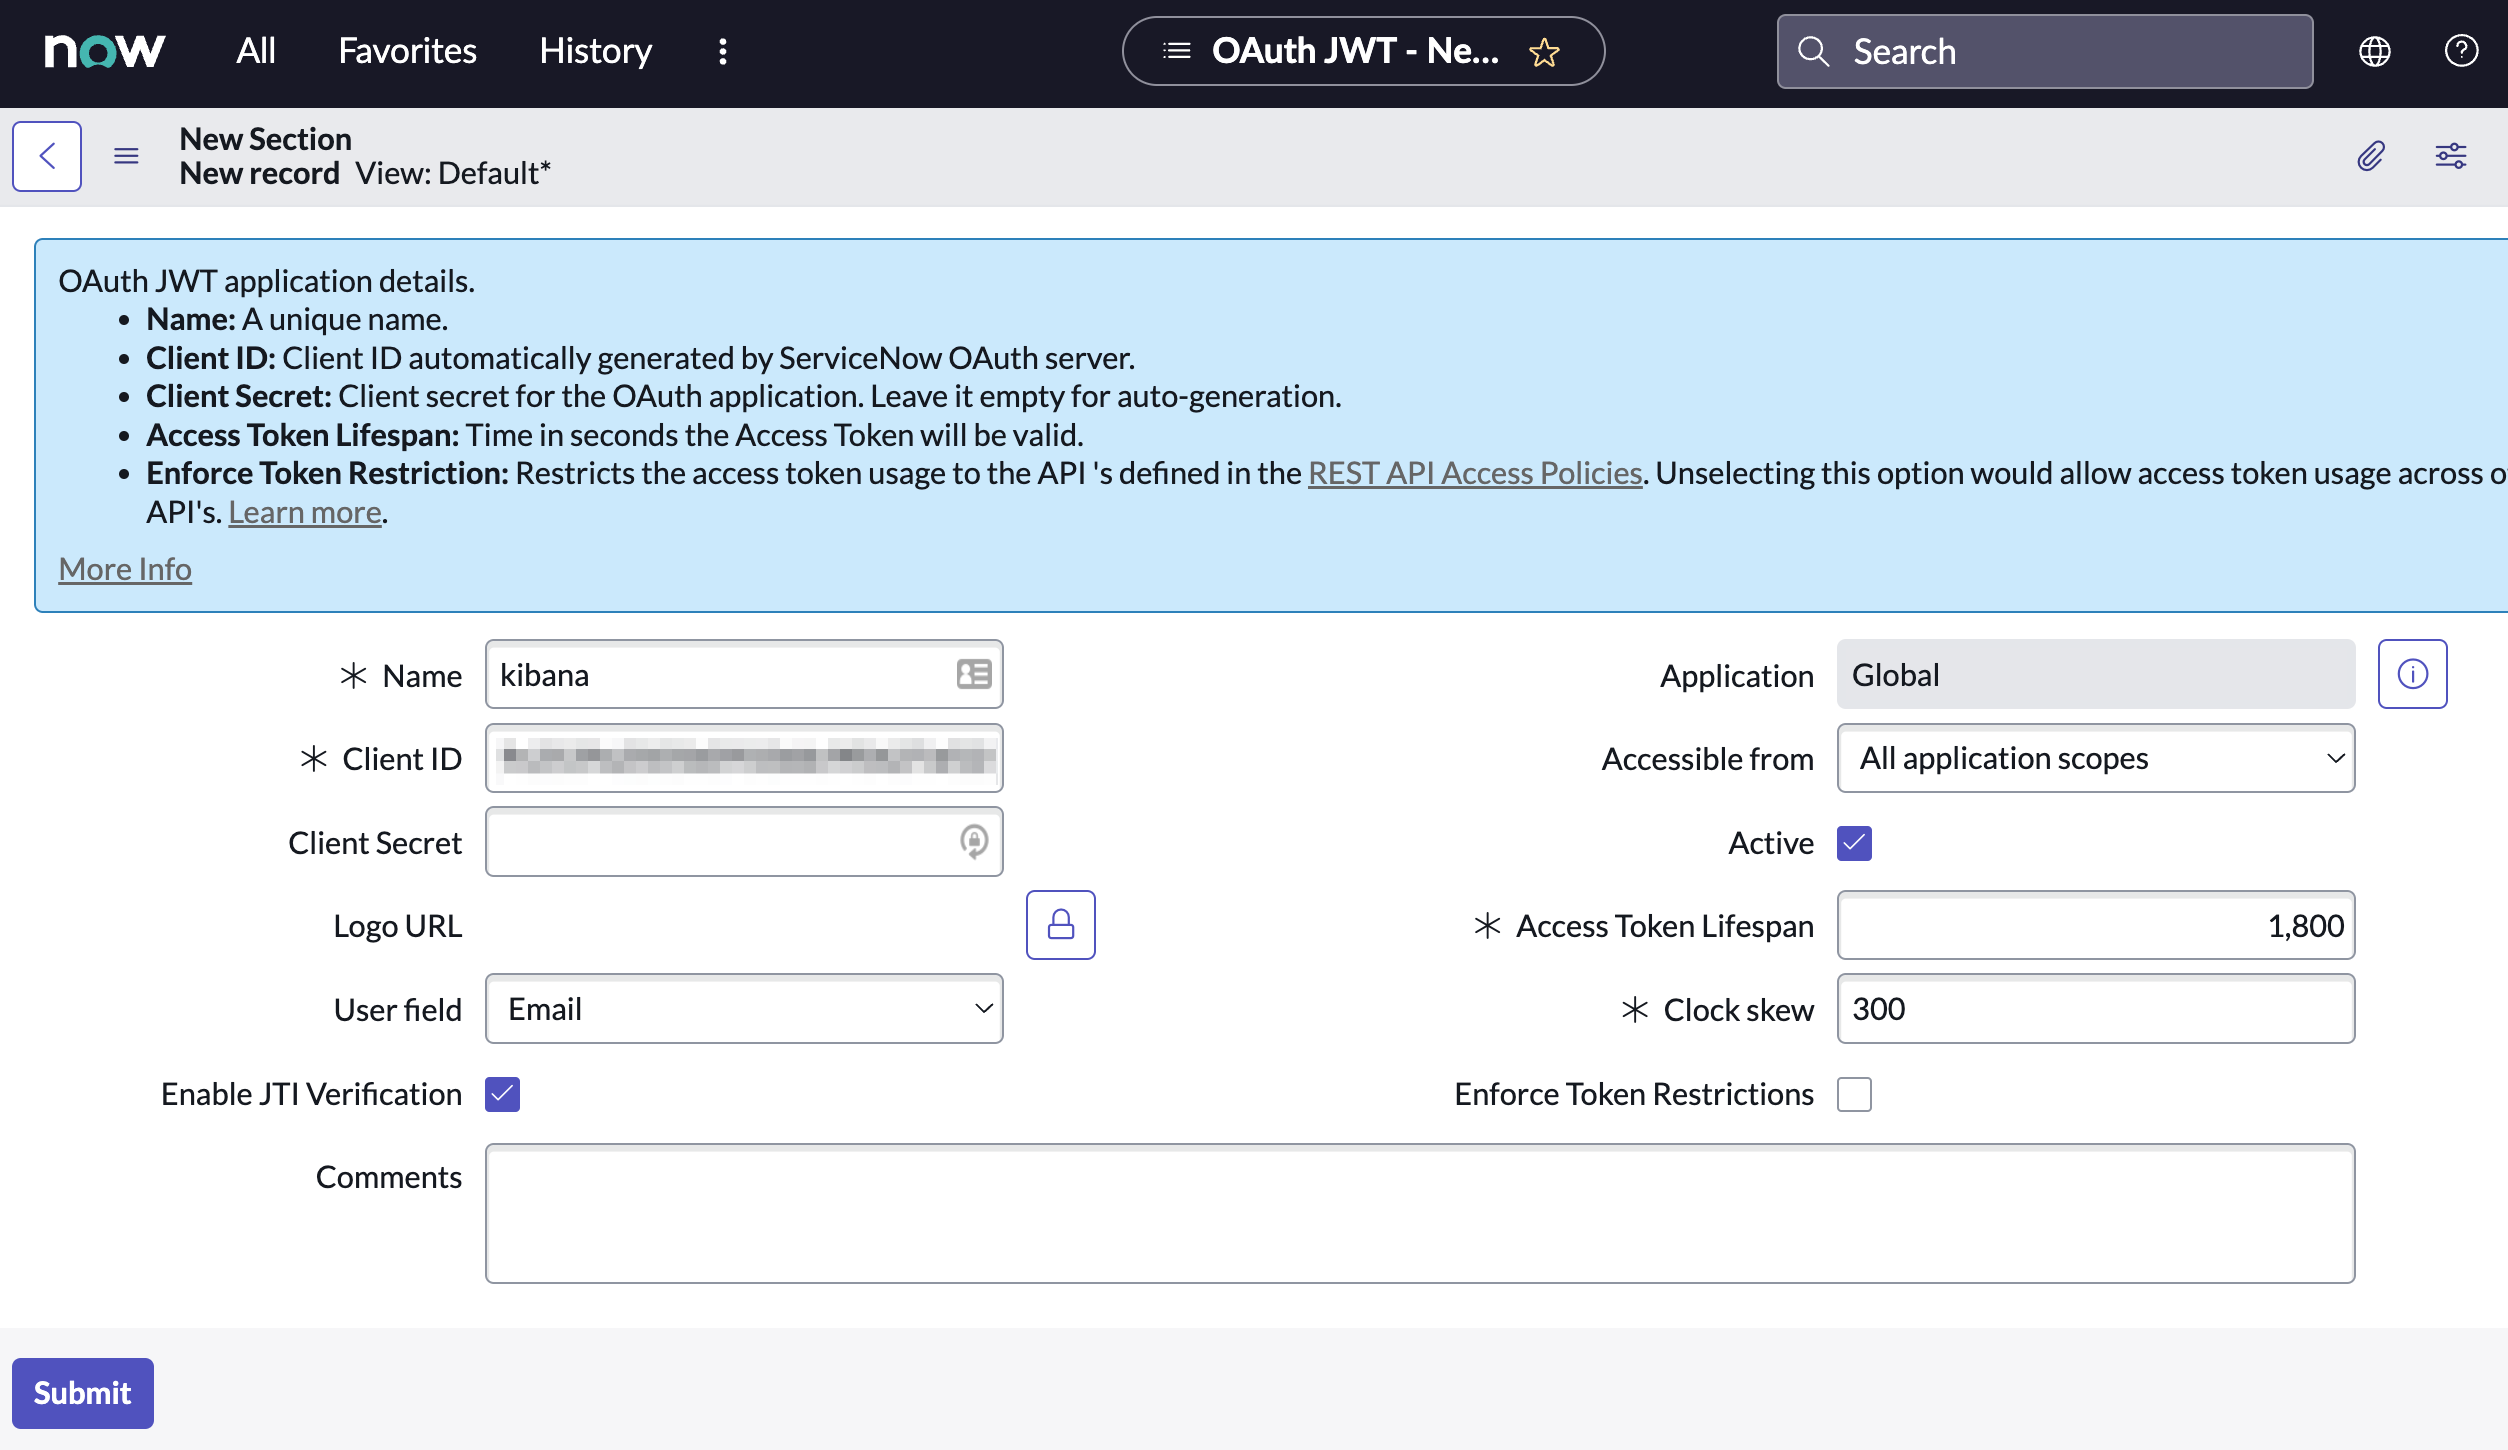 now All Favorites History OAuth JWT - Ne... Search
New Section
New record View: Default*
OAuth JWT application details.
• Name: A unique name.
• Client ID: Client ID automatically generated by ServiceNow OAuth server.
• Client Secret: Client secret for the OAuth application. Leave it empty for auto-generation.
• Access Token Lifespan: Time in seconds the Access Token will be valid.
• Enforce Token Restriction: Restricts the access token usage to the API 's defined in the REST API Access Policies. Unselecting this option would allow access token usage across o
API's. Learn more.
More Info
* Name kibana
Application Global
* Client ID
Accessible from All application scopes
Client Secret
Active
Logo URL
* Access Token Lifespan 1,800
User field Email
* Clock skew 300
Enable JTI Verification
Enforce Token Restrictions
Comments
Submit